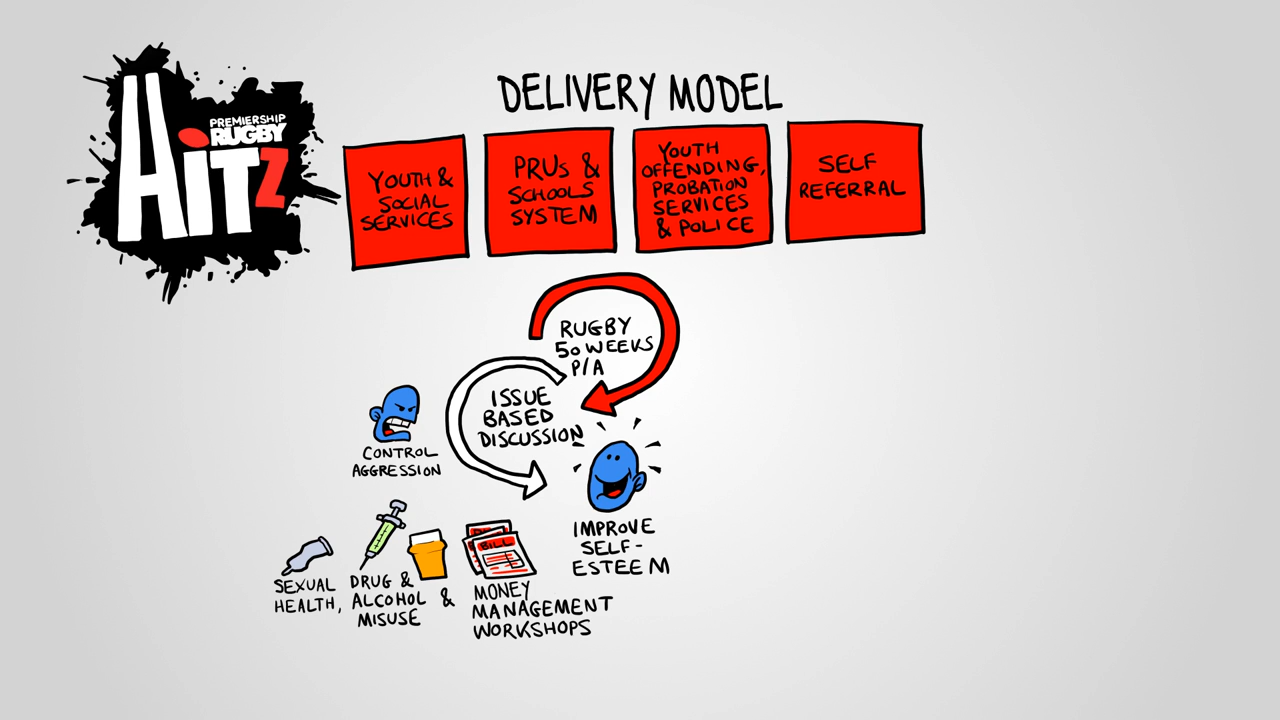 DELIVERY MODEL
PREMIERSHIP
RUGBY
HiTZ
YOUTH &
SOCIAL
SERVICES
PRUs &
SCHOOLS
SYSTEM
YOUTH
OFFENDING,
PROBATION
SERVICES
& POLICE
SELF
REFERRAL
RUGBY
50 WEEKS
P/A
ISSUE
BASED
DISCUSSION
CONTROL
AGGRESSION
IMPROVE
SELF-
ESTEEM
BILL
SEXUAL
HEALTH,
DRUG &
ALCOHOL
MISUSE
&
MONEY
MANAGEMENT
WORKSHOPS